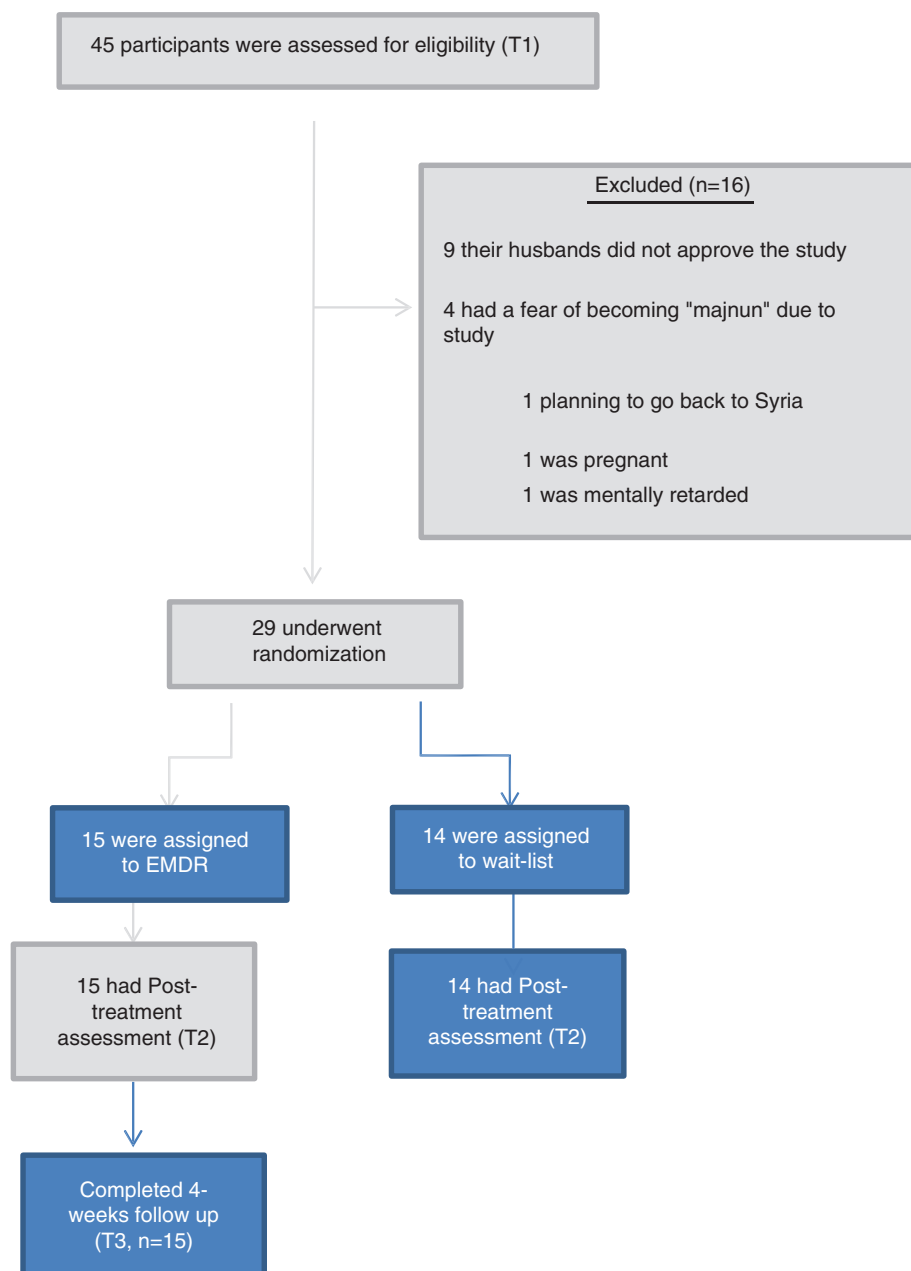 45 participants were assessed for eligibility (T1)
Excluded (n=16)
9 their husbands did not approve the study
4 had a fear of becoming "majnun" due to
study
1 planning to go back to Syria
1 was pregnant
1 was mentally retarded
29 underwent
randomization
15 were assigned
to EMDR
14 were assigned
to wait-list
15 had Post-
treatment
assessment (T2)
14 had Post-
treatment
assessment (T2)
Completed 4-
weeks follow up
(T3, n=15)